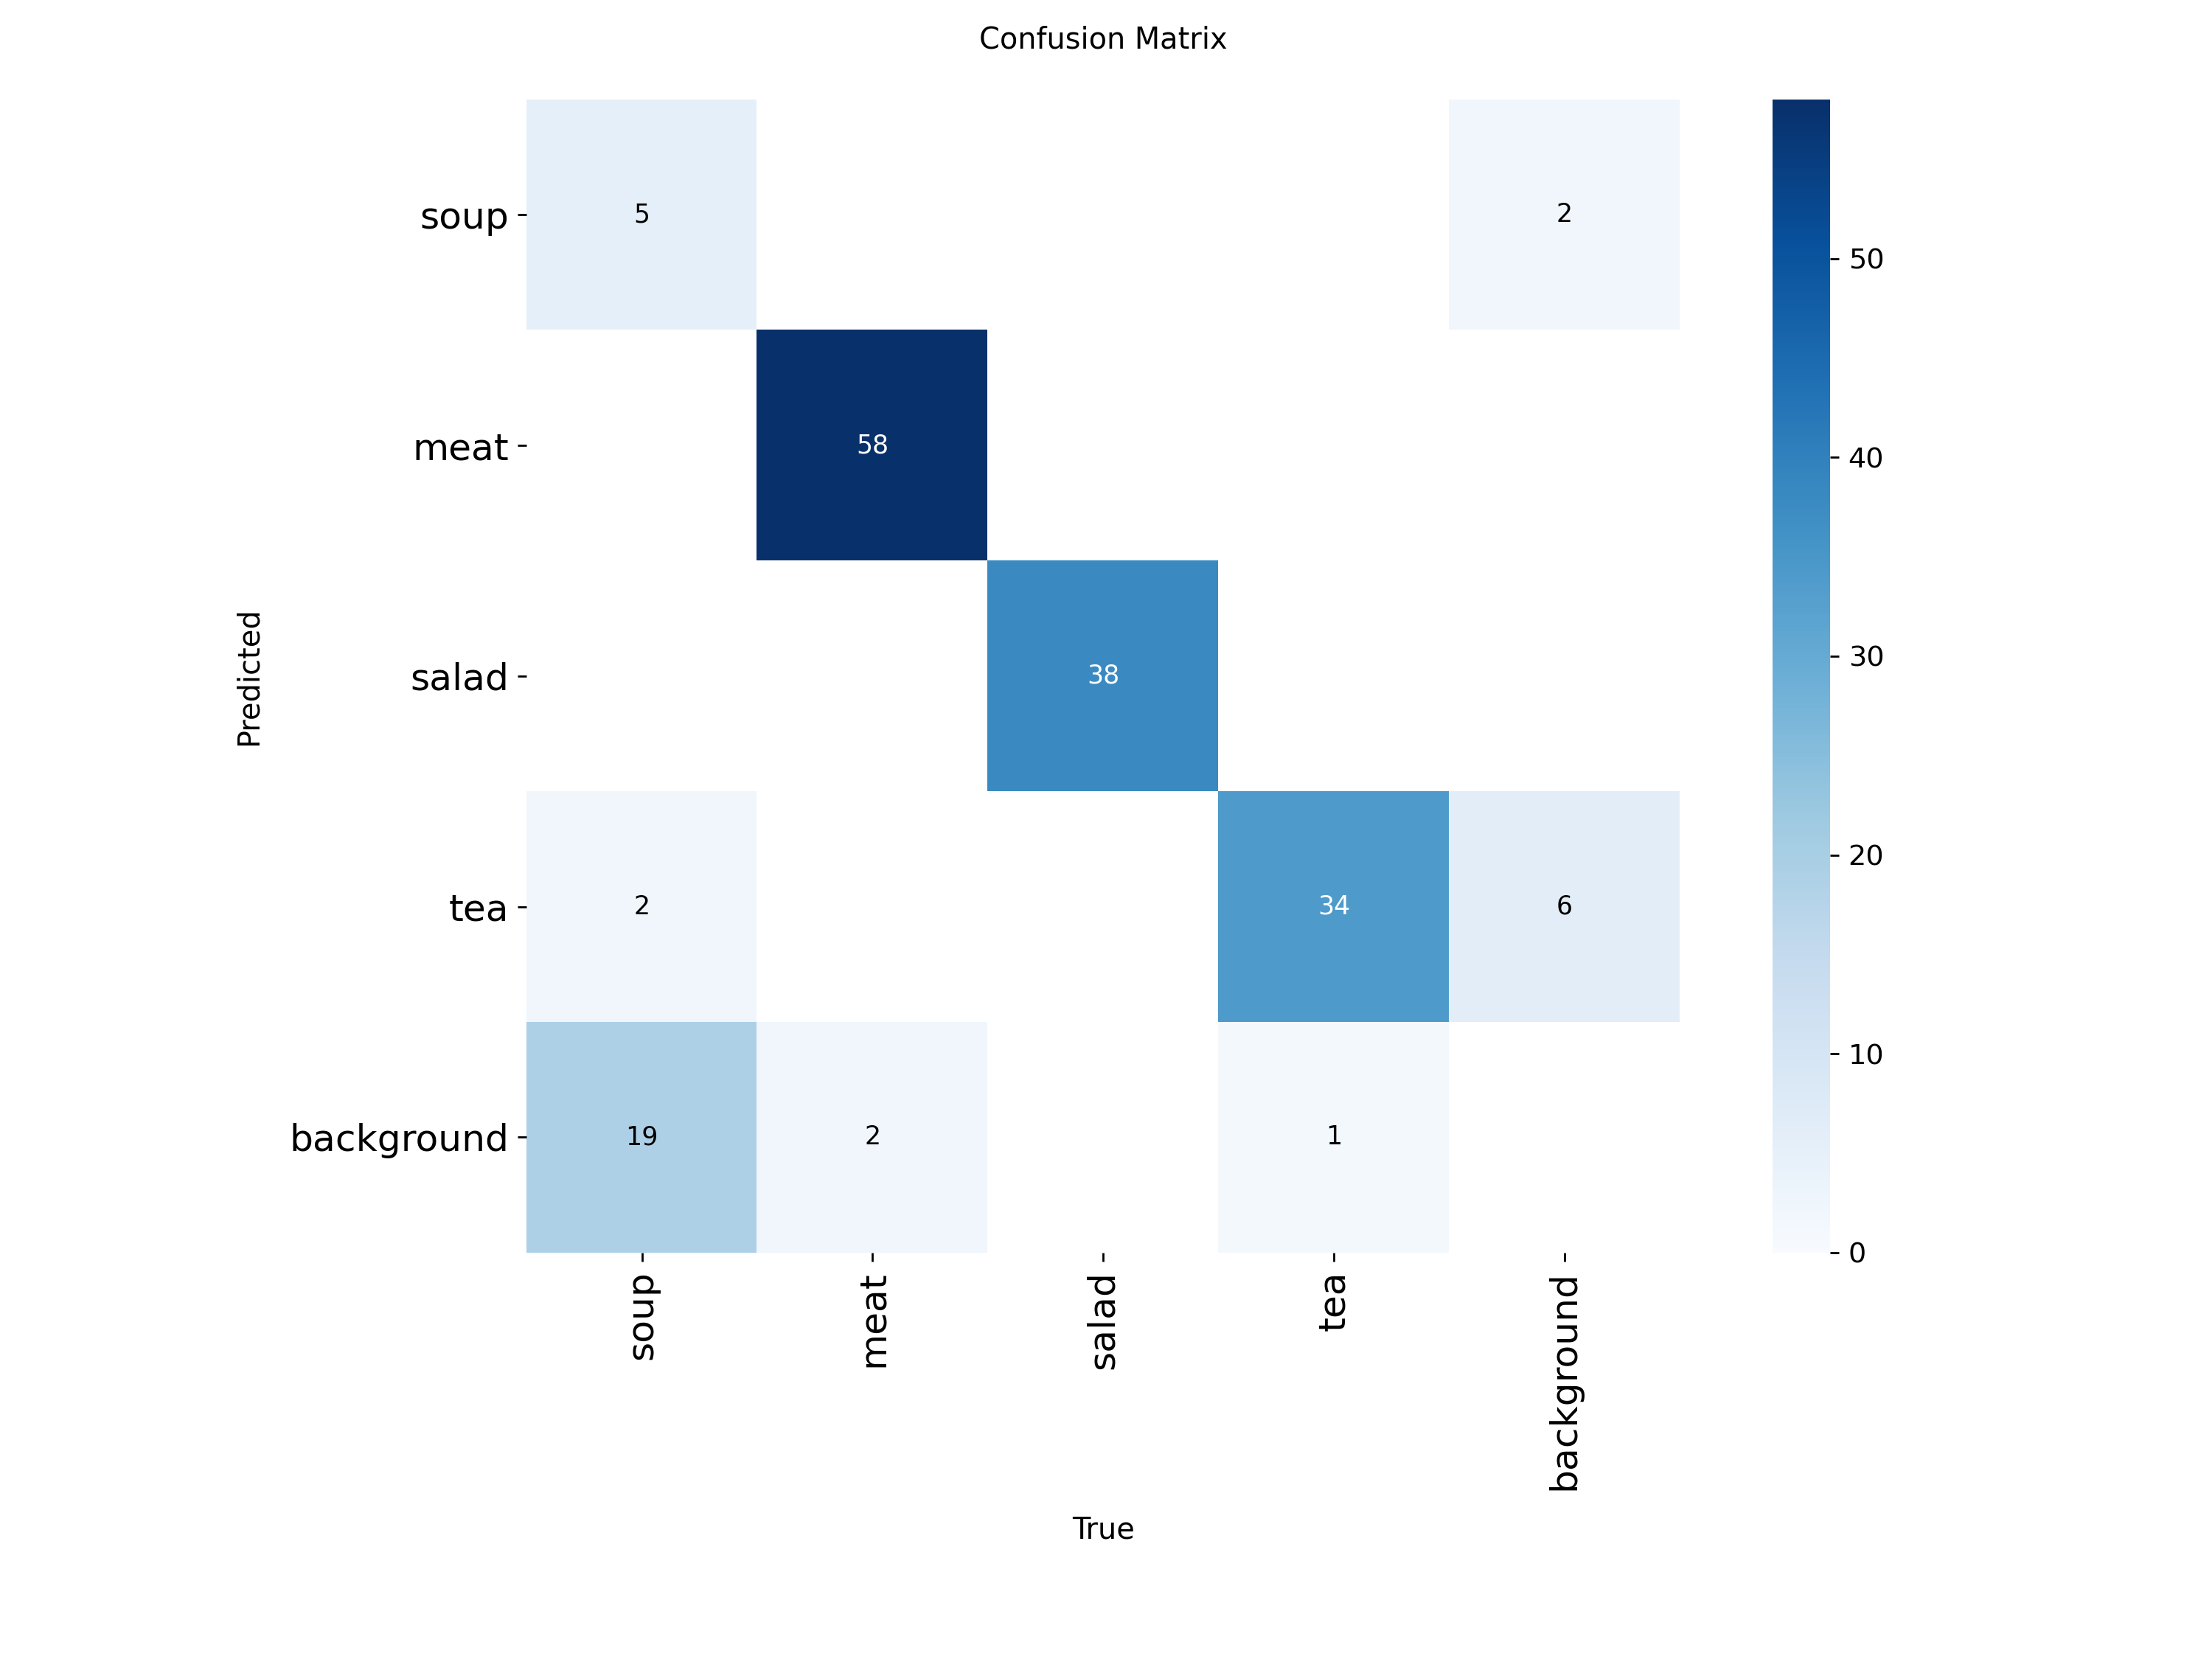 Confusion Matrix
soup 5 2
meat 58
salad 38
tea 2 34 6
background 19 2 1
Predicted
50
40
30
20
10
0
soup meat salad tea background
True